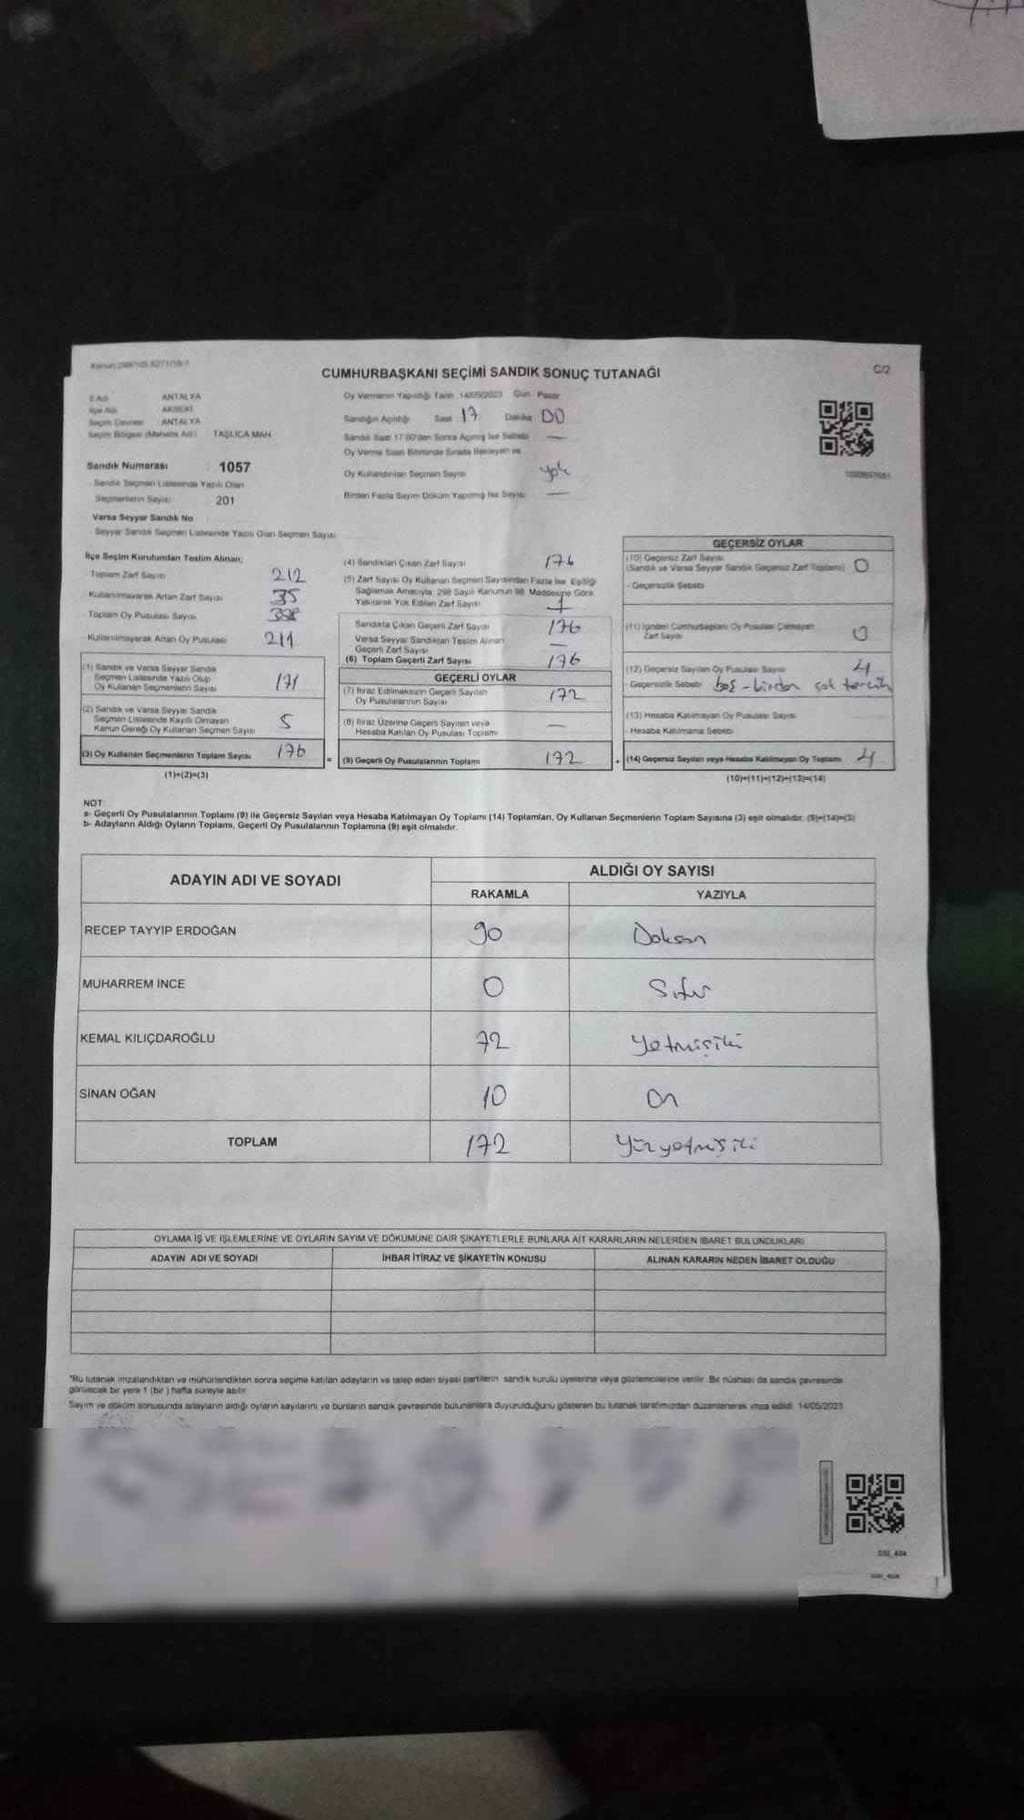 CUMHURBAŞKANI SEÇİMİ SANDIK SONUÇ TUTANAĞI
C/2
İl Adı ANTALYA
İlçe Adı AKSEKİ
Seçim Çevresi ANTALYA
Seçim Bölgesi (Mahalle Adı) TAŞLICA MAH
Sandık Numarası 1057
Sandık Seçmen Listesinde Yazılı Olan
Seçmenlerin Sayısı 201
Varsa Seyyar Sandık No
Seyyar Sandık Seçmen Listesinde Yazılı Olan Seçmen Sayısı
Oy Vermenin Yapıldığı Tarih 14/05/2023 Gün Pazar
Sandığın Açıldığı Saat 17 Dakika 00
Sandık Saat 17:00'den Sonra Açılmış İse Sebebi —
Oy Verme Saati Bitiminde Sırada Bekleyen ve
Oy Kullandırılan Seçmen Sayısı yok
Birden Fazla Sayım Döküm Yapılmış İse Sayısı —
İlçe Seçim Kurulundan Teslim Alınan;
Toplam Zarf Sayısı 212
Kullanılmayarak Artan Zarf Sayısı 35
Toplam Oy Pusulası Sayısı
Kullanılmayarak Artan Oy Pusulası 211
(1) Sandık ve Varsa Seyyar Sandık
Seçmen Listesinde Yazılı Olup
Oy Kullanan Seçmenlerin Sayısı 171
(2) Sandık ve Varsa Seyyar Sandık
Seçmen Listesinde Kayıtlı Olmayan
Kanun Gereği Oy Kullanan Seçmen Sayısı 5
(3) Oy Kullanan Seçmenlerin Toplam Sayısı 176
(1)+(2)=(3)
(4) Sandıktan Çıkan Zarf Sayısı 176
(5) Zarf Sayısı Oy Kullanan Seçmen Sayısından Fazla İse Eşitliği
Sağlamak Amacıyla 298 Sayılı Kanunun 98. Maddesine Göre
Yakılarak Yok Edilen Zarf Sayısı
Sandıkta Çıkan Geçerli Zarf Sayısı 176
Varsa Seyyar Sandıktan Teslim Alınan
Geçerli Zarf Sayısı —
(6) Toplam Geçerli Zarf Sayısı 176
GEÇERLİ OYLAR
(7) İtiraz Edilmeksizin Geçerli Sayılan
Oy Pusulalarının Sayısı 172
(8) İtiraz Üzerine Geçerli Sayılan veya
Hesaba Katılan Oy Pusulası Toplamı —
= (9) Geçerli Oy Pusulalarının Toplamı 172
GEÇERSİZ OYLAR
(10) Geçersiz Zarf Sayısı
(Sandık ve Varsa Seyyar Sandık Geçersiz Zarf Toplamı) 0
- Geçersizlik Sebebi
(11) İçinden Cumhurbaşkanı Oy Pusulası Çıkmayan
Zarf Sayısı 0
(12) Geçersiz Sayılan Oy Pusulası Sayısı 4
- Geçersizlik Sebebi boş - birden çok tercih
(13) Hesaba Katılmayan Oy Pusulası Sayısı
- Hesaba Katılmama Sebebi
+ (14) Geçersiz Sayılan veya Hesaba Katılmayan Oy Toplamı 4
(10)+(11)+(12)+(13)=(14)
NOT:
a- Geçerli Oy Pusulalarının Toplamı (9) ile Geçersiz Sayılan veya Hesaba Katılmayan Oy Toplamı (14) Toplamları, Oy Kullanan Seçmenlerin Toplam Sayısına (3) eşit olmalıdır. (9)+(14)=(3)
b- Adayların Aldığı Oyların Toplamı, Geçerli Oy Pusulalarının Toplamına (9) eşit olmalıdır.
ADAYIN ADI VE SOYADI
ALDIĞI OY SAYISI
RAKAMLA YAZIYLA
RECEP TAYYİP ERDOĞAN 90 Doksan
MUHARREM İNCE 0 Sıfır
KEMAL KILIÇDAROĞLU 72 Yetmişiki
SİNAN OĞAN 10 On
TOPLAM 172 Yüzyetmişiki
OYLAMA İŞ VE İŞLEMLERİNE VE OYLARIN SAYIM VE DÖKÜMÜNE DAİR ŞİKAYETLERLE BUNLARA AİT KARARLARIN NELERDEN İBARET BULUNDUKLARI
ADAYIN ADI VE SOYADI İHBAR İTİRAZ VE ŞİKAYETİN KONUSU ALINAN KARARIN NEDEN İBARET OLDUĞU
*Bu tutanak imzalandıktan ve mühürlendikten sonra seçime katılan adayların ve talep eden siyasi partilerin sandık kurulu üyelerine veya gözlemcilerine verilir. Bir nüshası da sandık çevresinde
görülecek bir yere 1 (bir) hafta süreyle asılır.
Sayım ve döküm sonucunda adayların aldığı oyların sayılarını ve bunların sandık çevresinde bulunanlara duyurulduğunu gösteren bu tutanak tarafımızdan düzenlenerek imza edildi. 14/05/2023